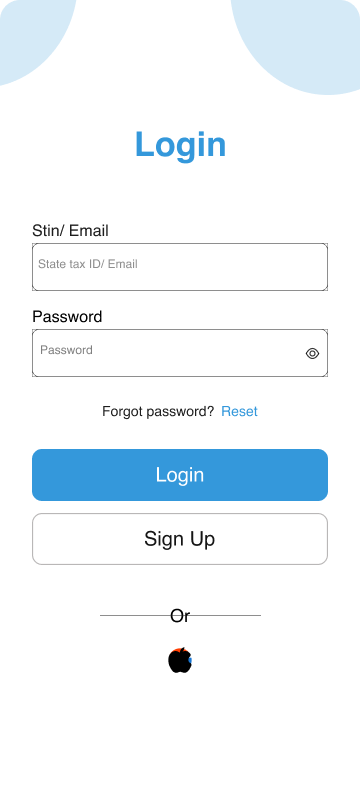 Login
Stin/ Email
State tax ID/ Email
Password
Password
Forgot password? Reset
Login
Sign Up
Or